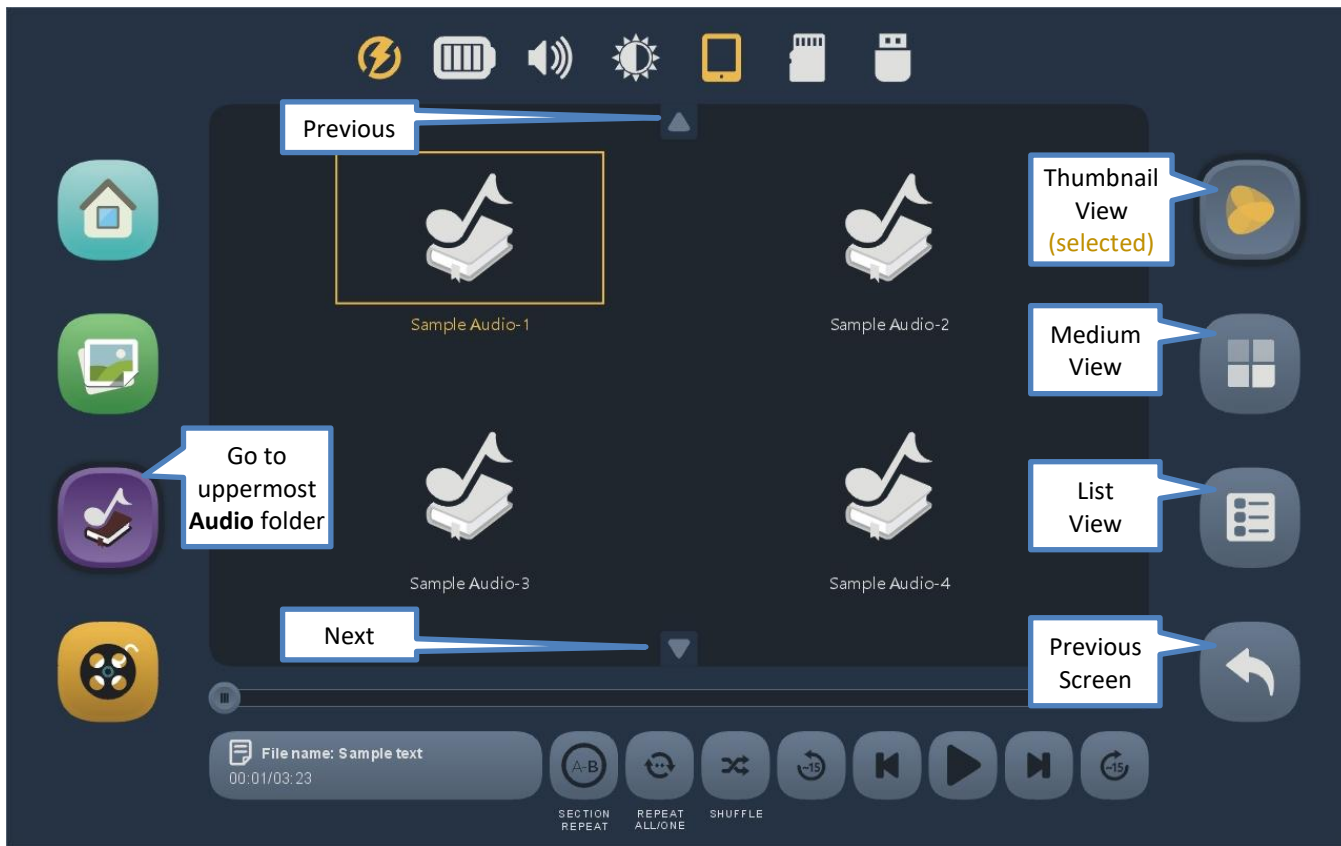 Previous
Thumbnail
View
(selected)
Sample Audio-1
Sample Audio-2
Medium
View
Go to
uppermost
Audio folder
List
View
Sample Audio-3
Sample Audio-4
Next
Previous
Screen
File name: Sample text
00:01/03:23
A-B
~15
~15
SECTION
REPEAT
REPEAT
ALL/ONE
SHUFFLE